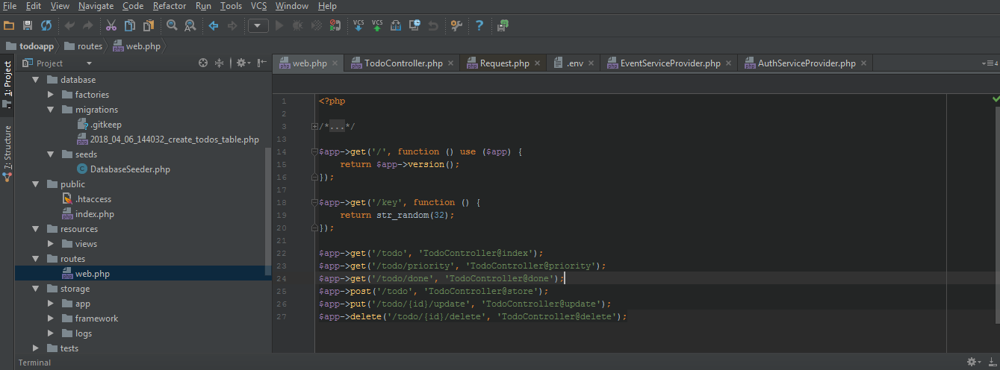 File Edit View Navigate Code Refactor Run Tools VCS Window Help
VCS VCS
todoapp routes web.php
Project
web.php TodoController.php Request.php .env EventServiceProvider.php AuthServiceProvider.php
4
1: Project
7: Structure
database
factories
migrations
.gitkeep
2018_04_06_144032_create_todos_table.php
seeds
DatabaseSeeder.php
public
.htaccess
index.php
resources
views
routes
web.php
storage
app
framework
logs
tests
1 <?php
2
3 /*...*/
13
14 $app->get('/', function () use ($app) {
15 return $app->version();
16 });
17
18 $app->get('/key', function () {
19 return str_random(32);
20 });
21
22 $app->get('/todo', 'TodoController@index');
23 $app->get('/todo/priority', 'TodoController@priority');
24 $app->get('/todo/done', 'TodoController@done');
25 $app->post('/todo', 'TodoController@store');
26 $app->put('/todo/{id}/update', 'TodoController@update');
27 $app->delete('/todo/{id}/delete', 'TodoController@delete');
Terminal